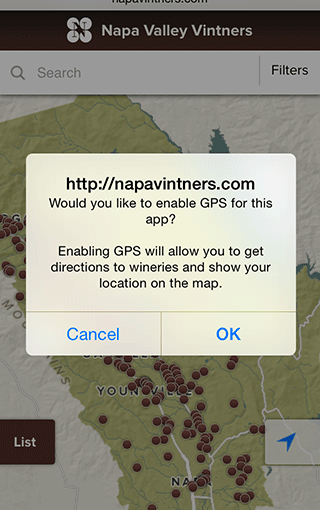 napavintners.com
Napa Valley Vintners
Search
Filters
http://napavintners.com
Would you like to enable GPS for this
app?
Enabling GPS will allow you to get
directions to wineries and show your
location on the map.
Cancel
OK
YOUN VILLE
List
NA